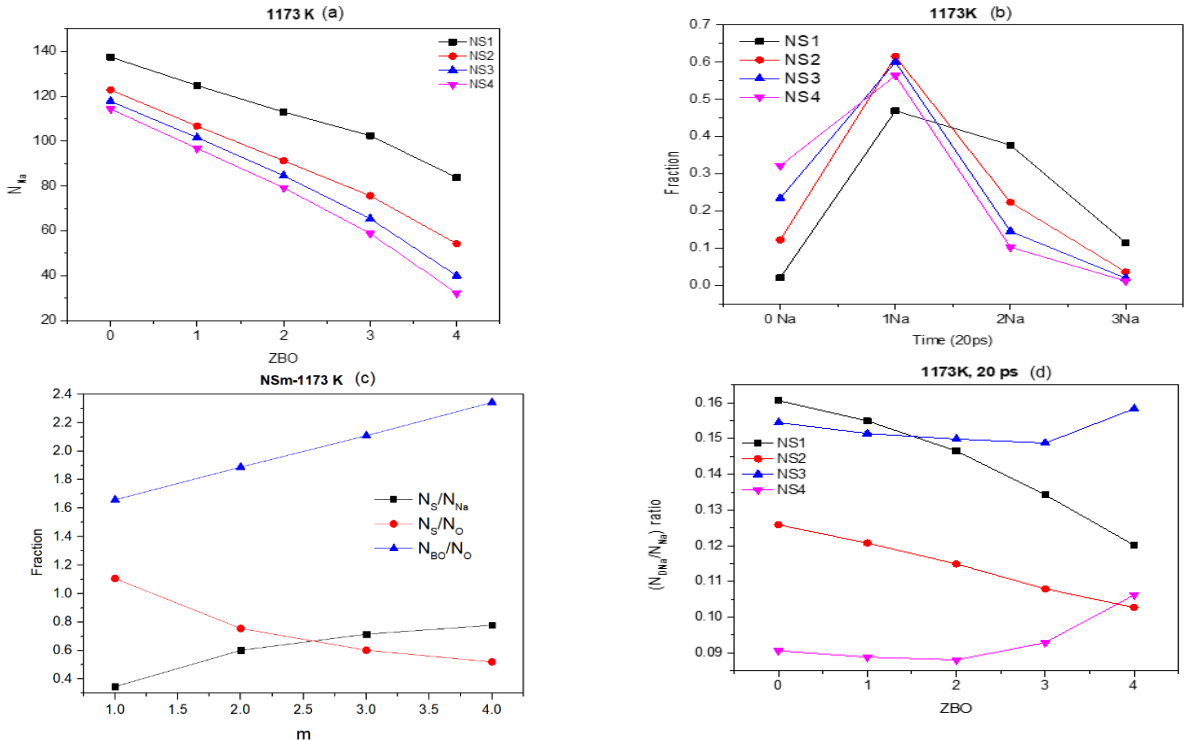 1173 K (a)
140
120
100
80
60
40
20
N_Na
0 1 2 3 4
ZBO
NS1
NS2
NS3
NS4
1173K (b)
0.7
0.6
0.5
0.4
0.3
0.2
0.1
0.0
Fraction
NS1
NS2
NS3
NS4
0 Na 1Na 2Na 3Na
Time (20ps)
NSm-1173 K (c)
2.4
2.2
2.0
1.8
1.6
1.4
1.2
1.0
0.8
0.6
0.4
Fraction
N_S/N_Na
N_S/N_O
N_BO/N_O
1.0 1.5 2.0 2.5 3.0 3.5 4.0
m
1173K, 20 ps (d)
0.16
0.15
0.14
0.13
0.12
0.11
0.10
0.09
(N_DNa/N_Na) ratio
NS1
NS2
NS3
NS4
0 1 2 3 4
ZBO